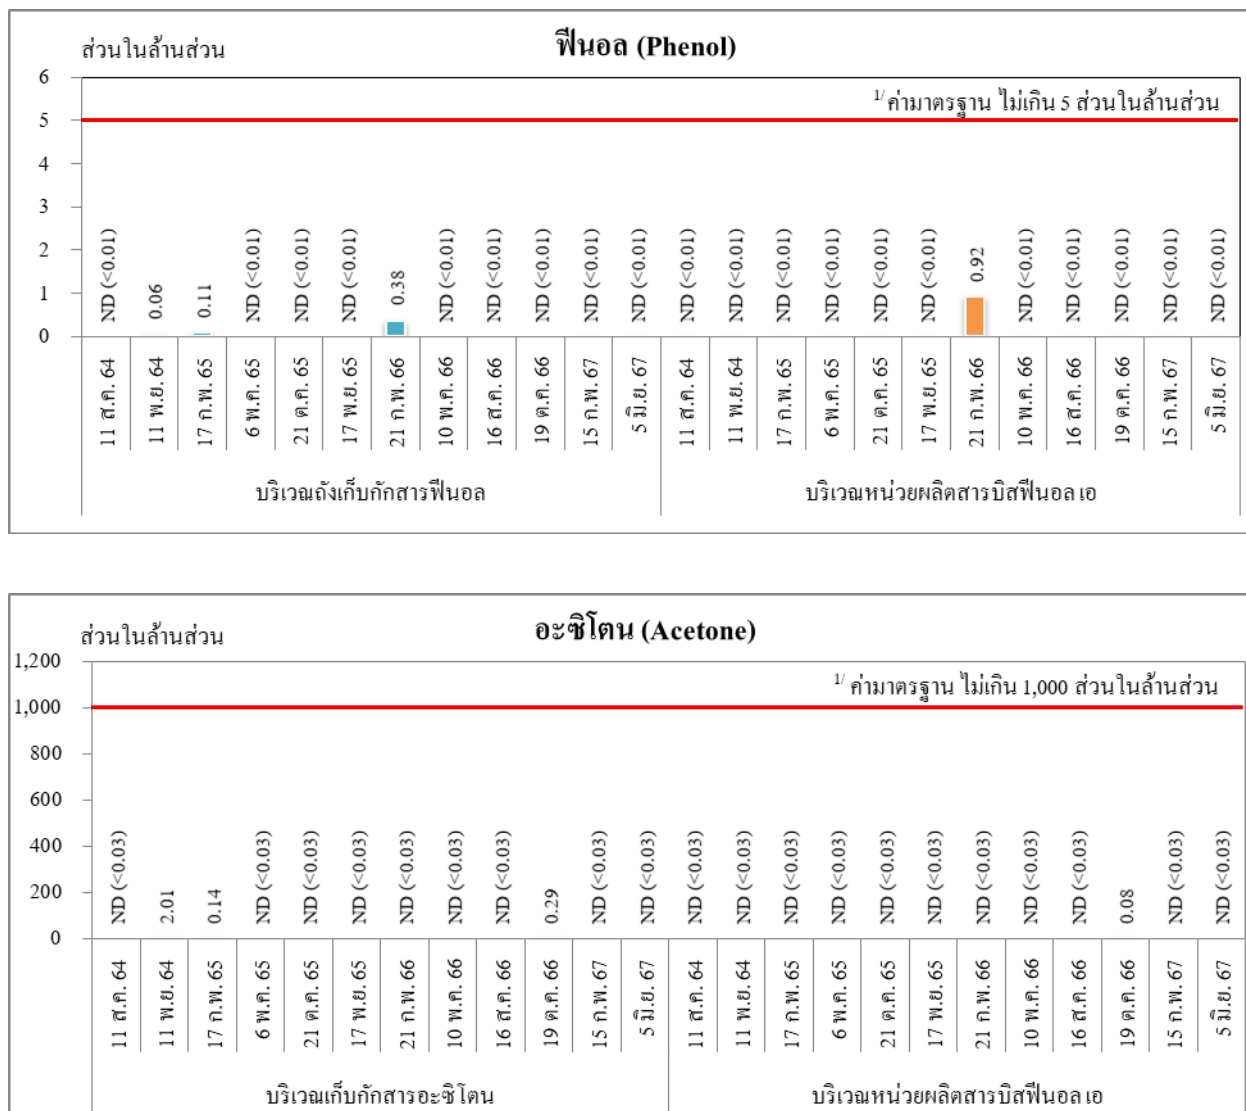 ฟีนอล (Phenol)
ส่วนในล้านส่วน
1/ ค่ามาตรฐาน ไม่เกิน 5 ส่วนในล้านส่วน
6
5
4
3
2
1
0
ND (<0.01) 0.06 0.11 ND (<0.01) ND (<0.01) ND (<0.01) 0.38 ND (<0.01) ND (<0.01) ND (<0.01) ND (<0.01) ND (<0.01) ND (<0.01) ND (<0.01) ND (<0.01) ND (<0.01) ND (<0.01) ND (<0.01) 0.92 ND (<0.01) ND (<0.01) ND (<0.01) ND (<0.01) ND (<0.01)
11 ส.ค. 64 11 พ.ย. 64 17 ก.พ. 65 6 พ.ค. 65 21 ต.ค. 65 17 พ.ย. 65 21 ก.พ. 66 10 พ.ค. 66 16 ส.ค. 66 19 ต.ค. 66 15 ก.พ. 67 5 มิ.ย. 67 11 ส.ค. 64 11 พ.ย. 64 17 ก.พ. 65 6 พ.ค. 65 21 ต.ค. 65 17 พ.ย. 65 21 ก.พ. 66 10 พ.ค. 66 16 ส.ค. 66 19 ต.ค. 66 15 ก.พ. 67 5 มิ.ย. 67
บริเวณถังเก็บกักสารฟีนอล บริเวณหน่วยผลิตสารบิสฟีนอล เอ
อะซิโตน (Acetone)
ส่วนในล้านส่วน
1/ ค่ามาตรฐาน ไม่เกิน 1,000 ส่วนในล้านส่วน
1,200
1,000
800
600
400
200
0
ND (<0.03) 2.01 0.14 ND (<0.03) ND (<0.03) ND (<0.03) ND (<0.03) ND (<0.03) ND (<0.03) 0.29 ND (<0.03) ND (<0.03) ND (<0.03) ND (<0.03) ND (<0.03) ND (<0.03) ND (<0.03) ND (<0.03) ND (<0.03) ND (<0.03) ND (<0.03) 0.08 ND (<0.03) ND (<0.03)
11 ส.ค. 64 11 พ.ย. 64 17 ก.พ. 65 6 พ.ค. 65 21 ต.ค. 65 17 พ.ย. 65 21 ก.พ. 66 10 พ.ค. 66 16 ส.ค. 66 19 ต.ค. 66 15 ก.พ. 67 5 มิ.ย. 67 11 ส.ค. 64 11 พ.ย. 64 17 ก.พ. 65 6 พ.ค. 65 21 ต.ค. 65 17 พ.ย. 65 21 ก.พ. 66 10 พ.ค. 66 16 ส.ค. 66 19 ต.ค. 66 15 ก.พ. 67 5 มิ.ย. 67
บริเวณเก็บกักสารอะซิโตน บริเวณหน่วยผลิตสารบิสฟีนอล เอ